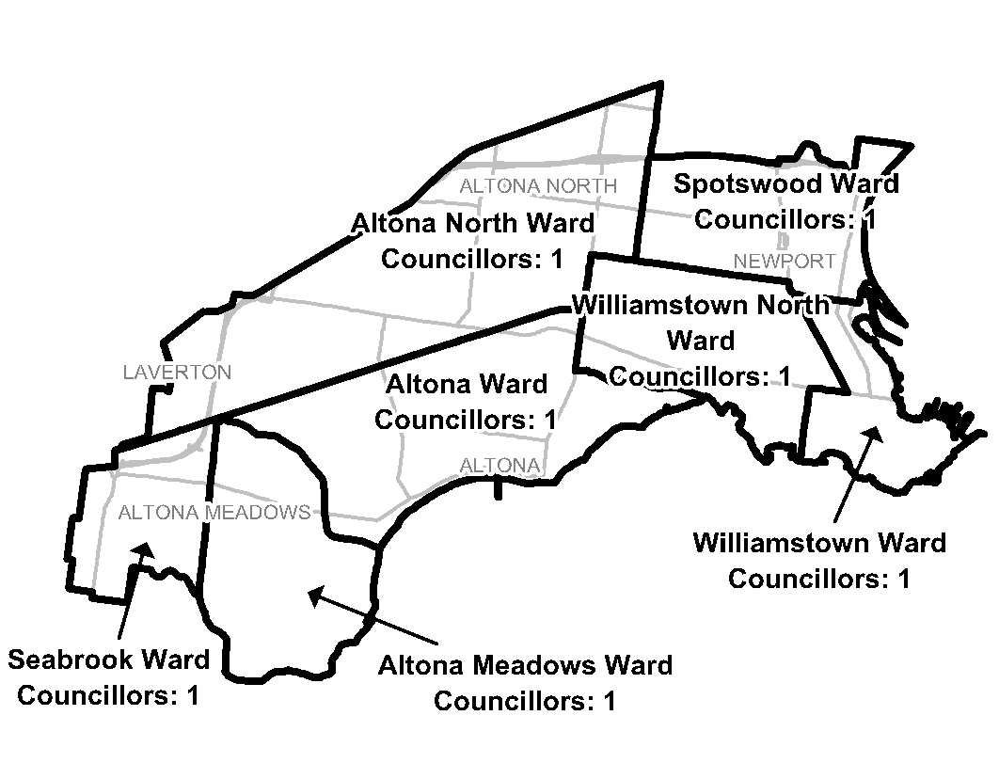 ALTONA NORTH
Spotswood Ward
Councillors: 1
Altona North Ward
Councillors: 1
NEWPORT
Williamstown North
Ward
Councillors: 1
LAVERTON
Altona Ward
Councillors: 1
ALTONA
ALTONA MEADOWS
Williamstown Ward
Councillors: 1
Seabrook Ward
Councillors: 1
Altona Meadows Ward
Councillors: 1